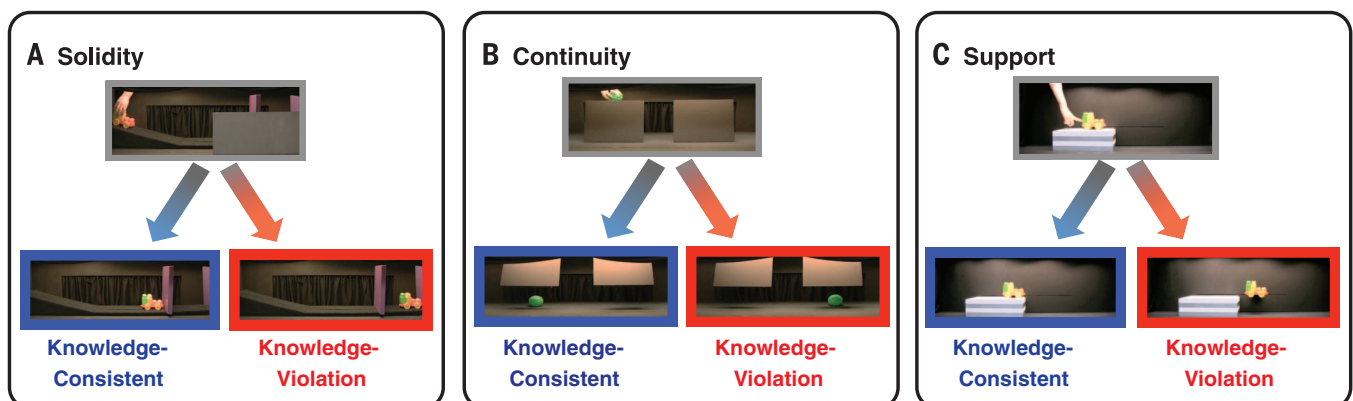 A Solidity
Knowledge-
Consistent
Knowledge-
Violation
B Continuity
Knowledge-
Consistent
Knowledge-
Violation
C Support
Knowledge-
Consistent
Knowledge-
Violation